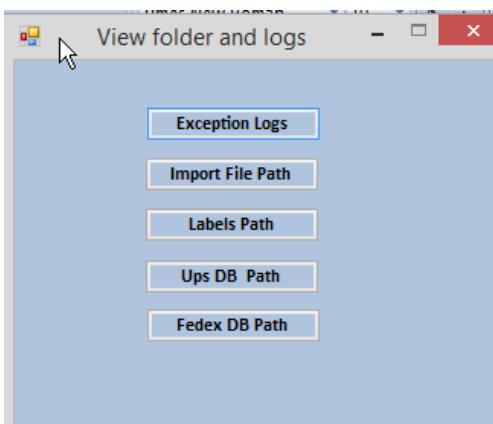 View folder and logs
Exception Logs
Import File Path
Labels Path
Ups DB  Path
Fedex DB Path